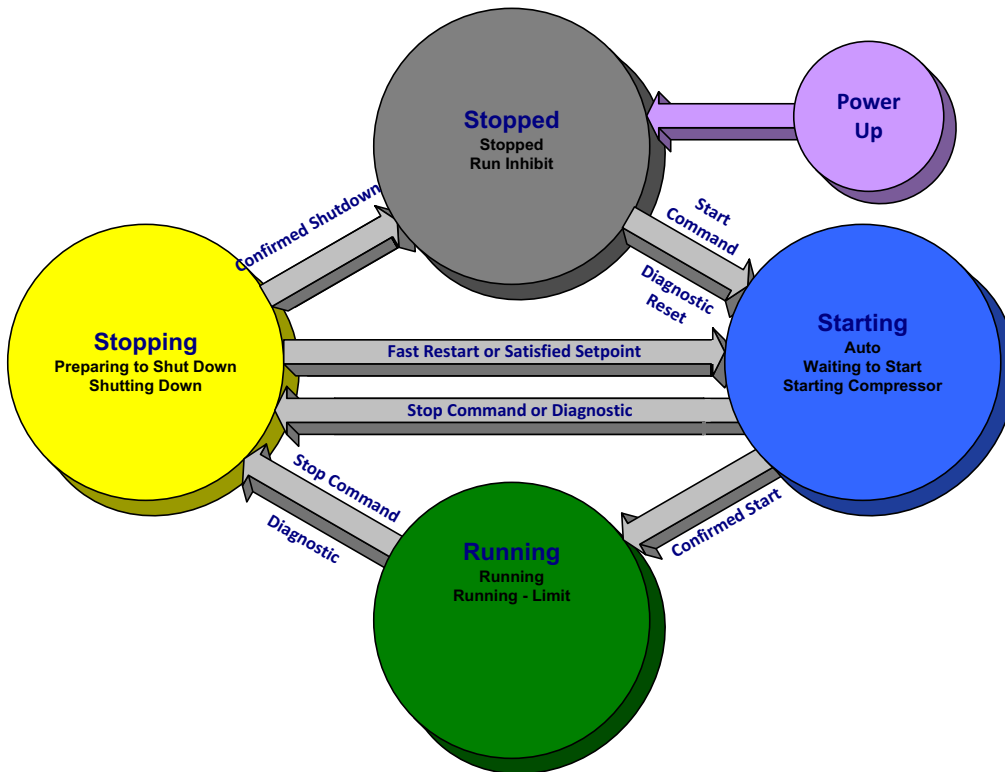 Stopped
Stopped
Run Inhibit
Power
Up
Confirmed Shutdown
Start
Command
Diagnostic
Reset
Stopping
Preparing to Shut Down
Shutting Down
Starting
Auto
Waiting to Start
Starting Compressor
Fast Restart or Satisfied Setpoint
Stop Command or Diagnostic
Stop Command
Diagnostic
Confirmed Start
Running
Running
Running - Limit